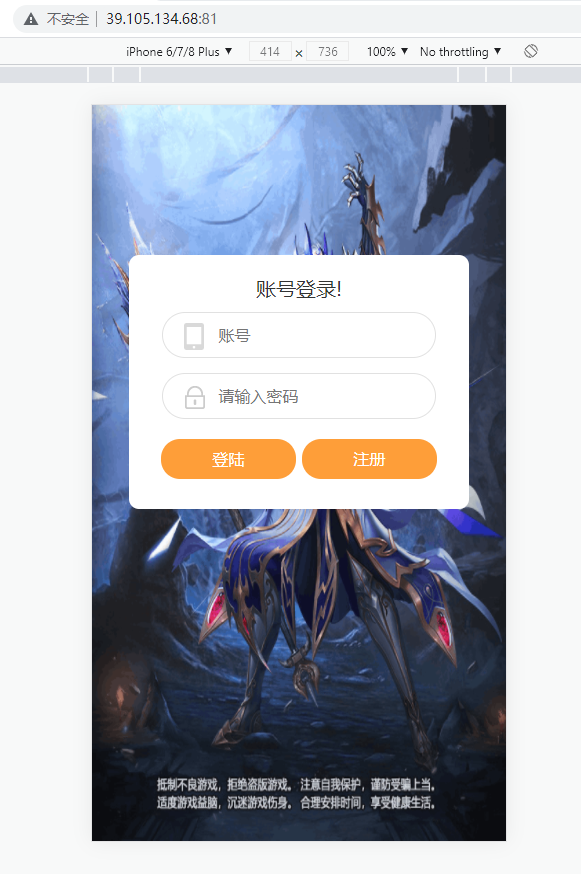 不安全 | 39.105.134.68:81
iPhone 6/7/8 Plus ▼ 414 × 736 100% ▼ No throttling ▼
账号登录!
账号
请输入密码
登陆 注册
抵制不良游戏，拒绝盗版游戏。注意自我保护，谨防受骗上当。
适度游戏益脑，沉迷游戏伤身。合理安排时间，享受健康生活。